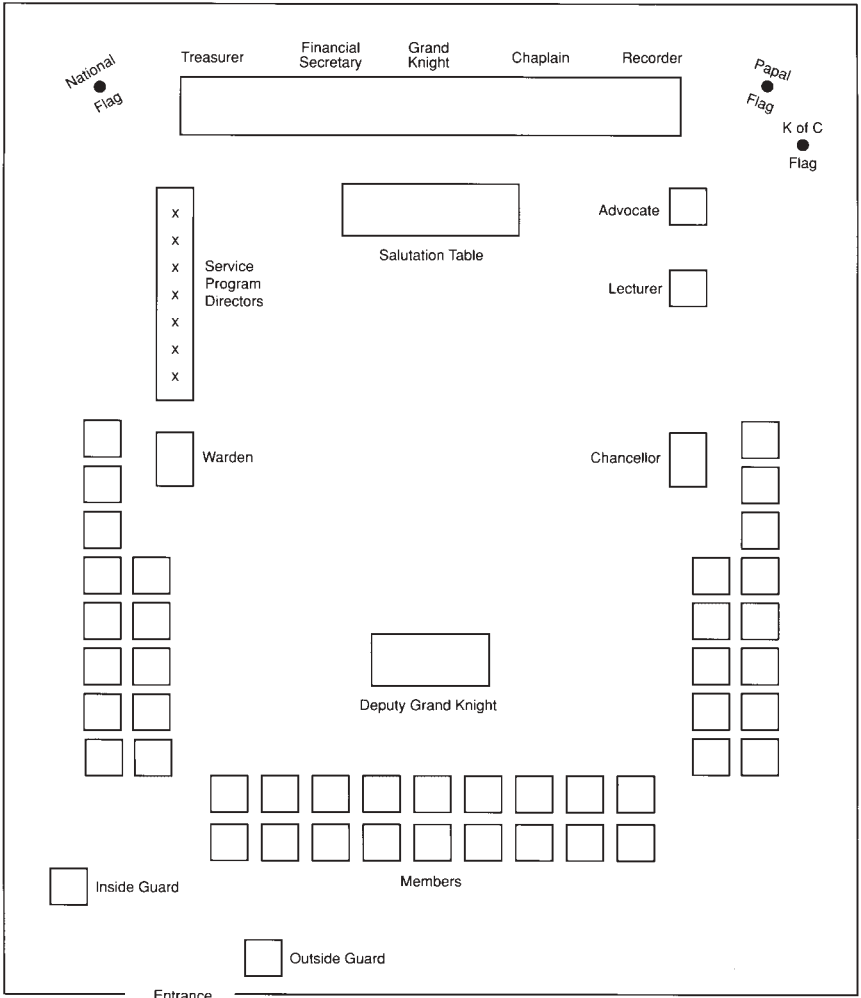 National
Flag
Treasurer
Financial
Secretary
Grand
Knight
Chaplain
Recorder
Papal
Flag
K of C
Flag
Salutation Table
Advocate
Lecturer
x
x
x
x
x
x
x
Service
Program
Directors
Warden
Chancellor
Deputy Grand Knight
Members
Inside Guard
Outside Guard
Entrance